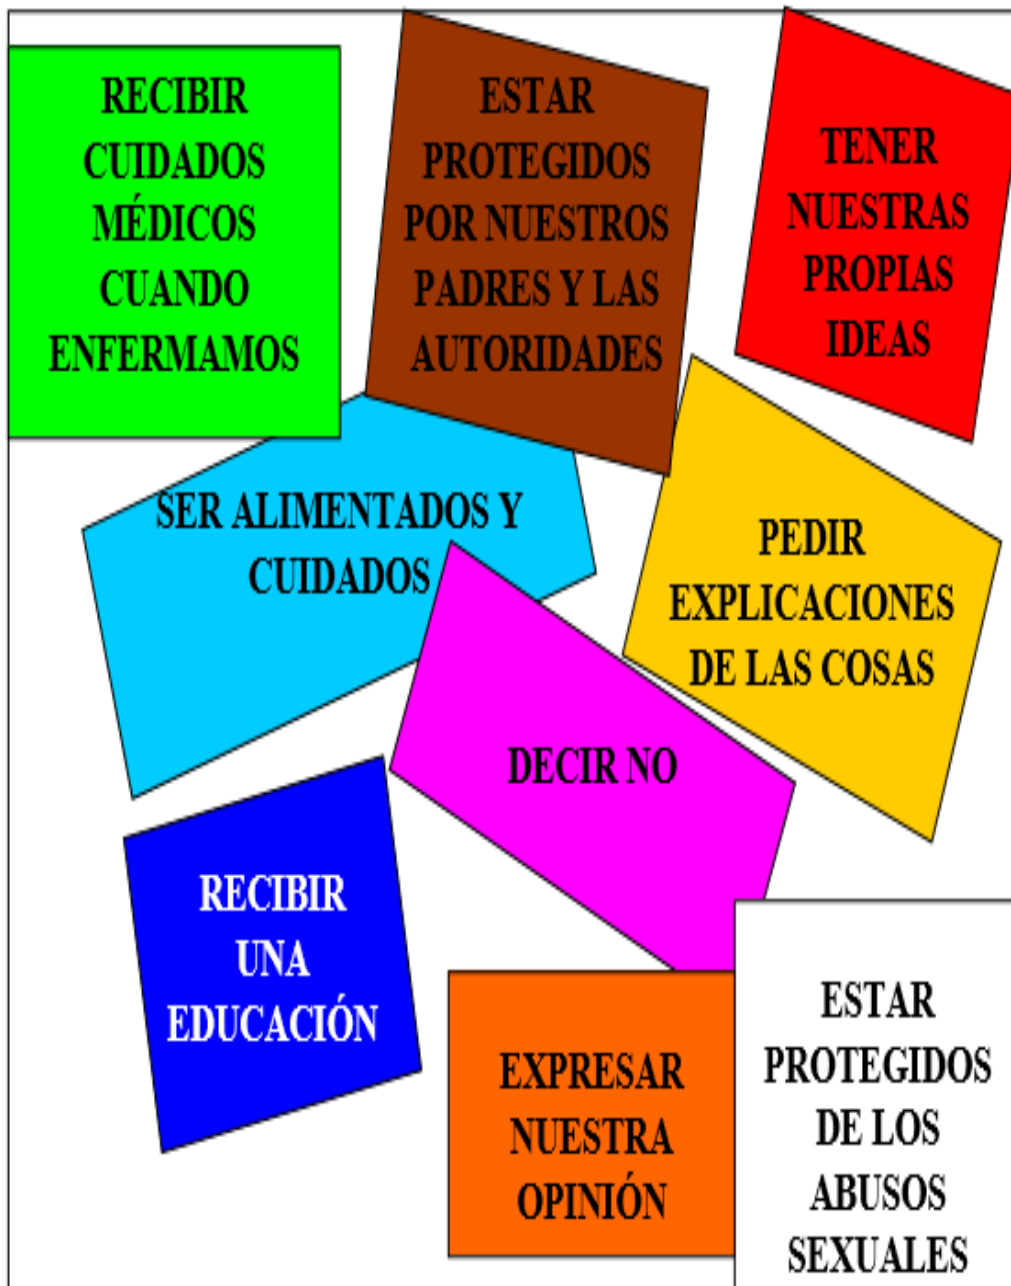 RECIBIR
CUIDADOS
MÉDICOS
CUANDO
ENFERMAMOS
ESTAR
PROTEGIDOS
POR NUESTROS
PADRES Y LAS
AUTORIDADES
TENER
NUESTRAS
PROPIAS
IDEAS
SER ALIMENTADOS Y
CUIDADOS
PEDIR
EXPLICACIONES
DE LAS COSAS
DECIR NO
RECIBIR
UNA
EDUCACIÓN
EXPRESAR
NUESTRA
OPINIÓN
ESTAR
PROTEGIDOS
DE LOS
ABUSOS
SEXUALES